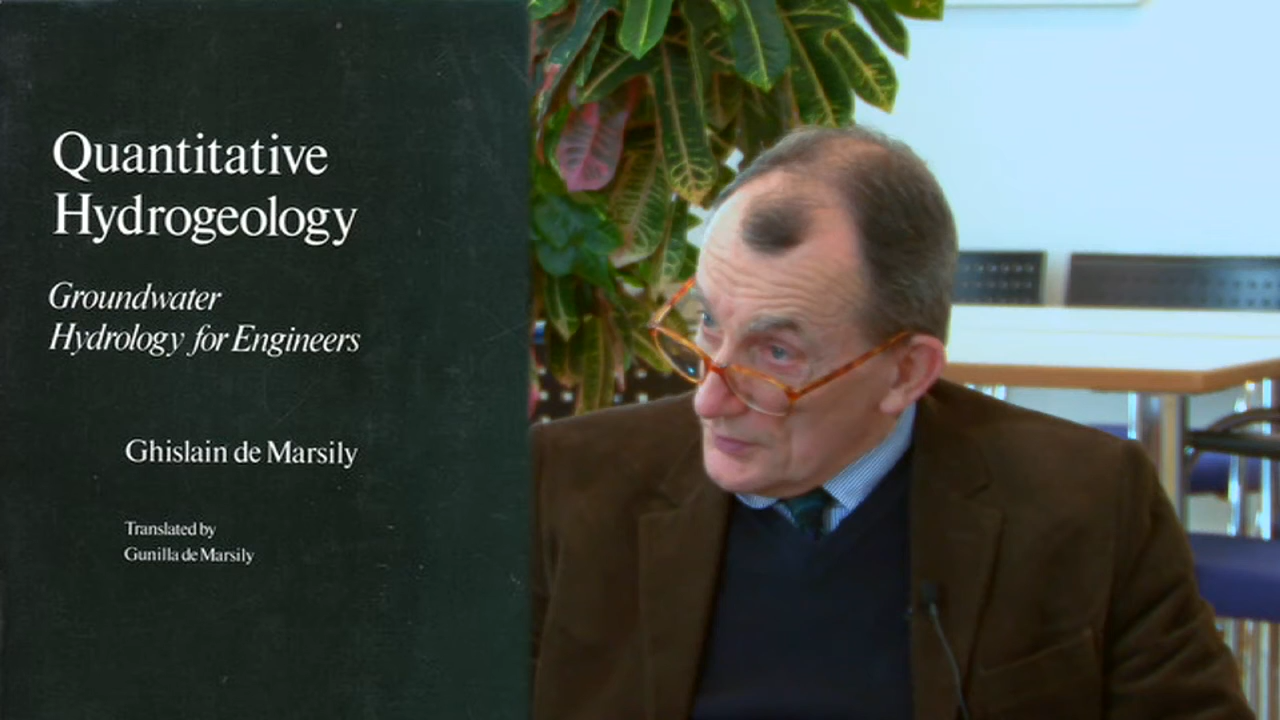 Quantitative
Hydrogeology
Groundwater
Hydrology for Engineers
Ghislain de Marsily
Translated by
Gunilla de Marsily